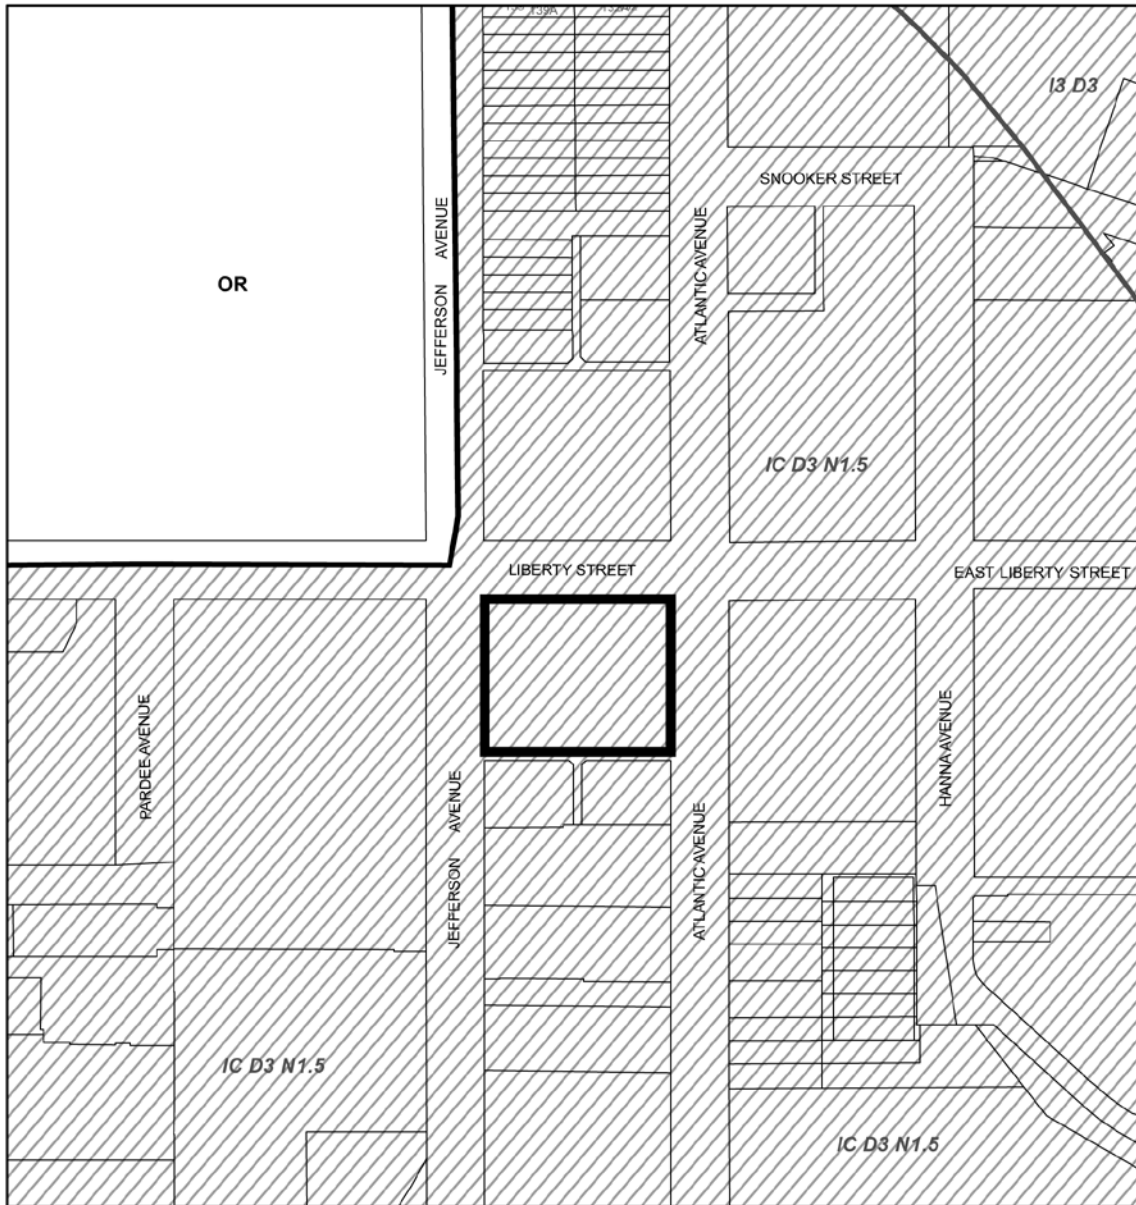 139A
I3 D3
SNOOKER STREET
JEFFERSON AVENUE
ATLANTIC AVENUE
OR
IC D3 N1.5
LIBERTY STREET
EAST LIBERTY STREET
PARDEE AVENUE
HANNA AVENUE
JEFFERSON AVENUE
ATLANTIC AVENUE
IC D3 N1.5
IC D3 N1.5